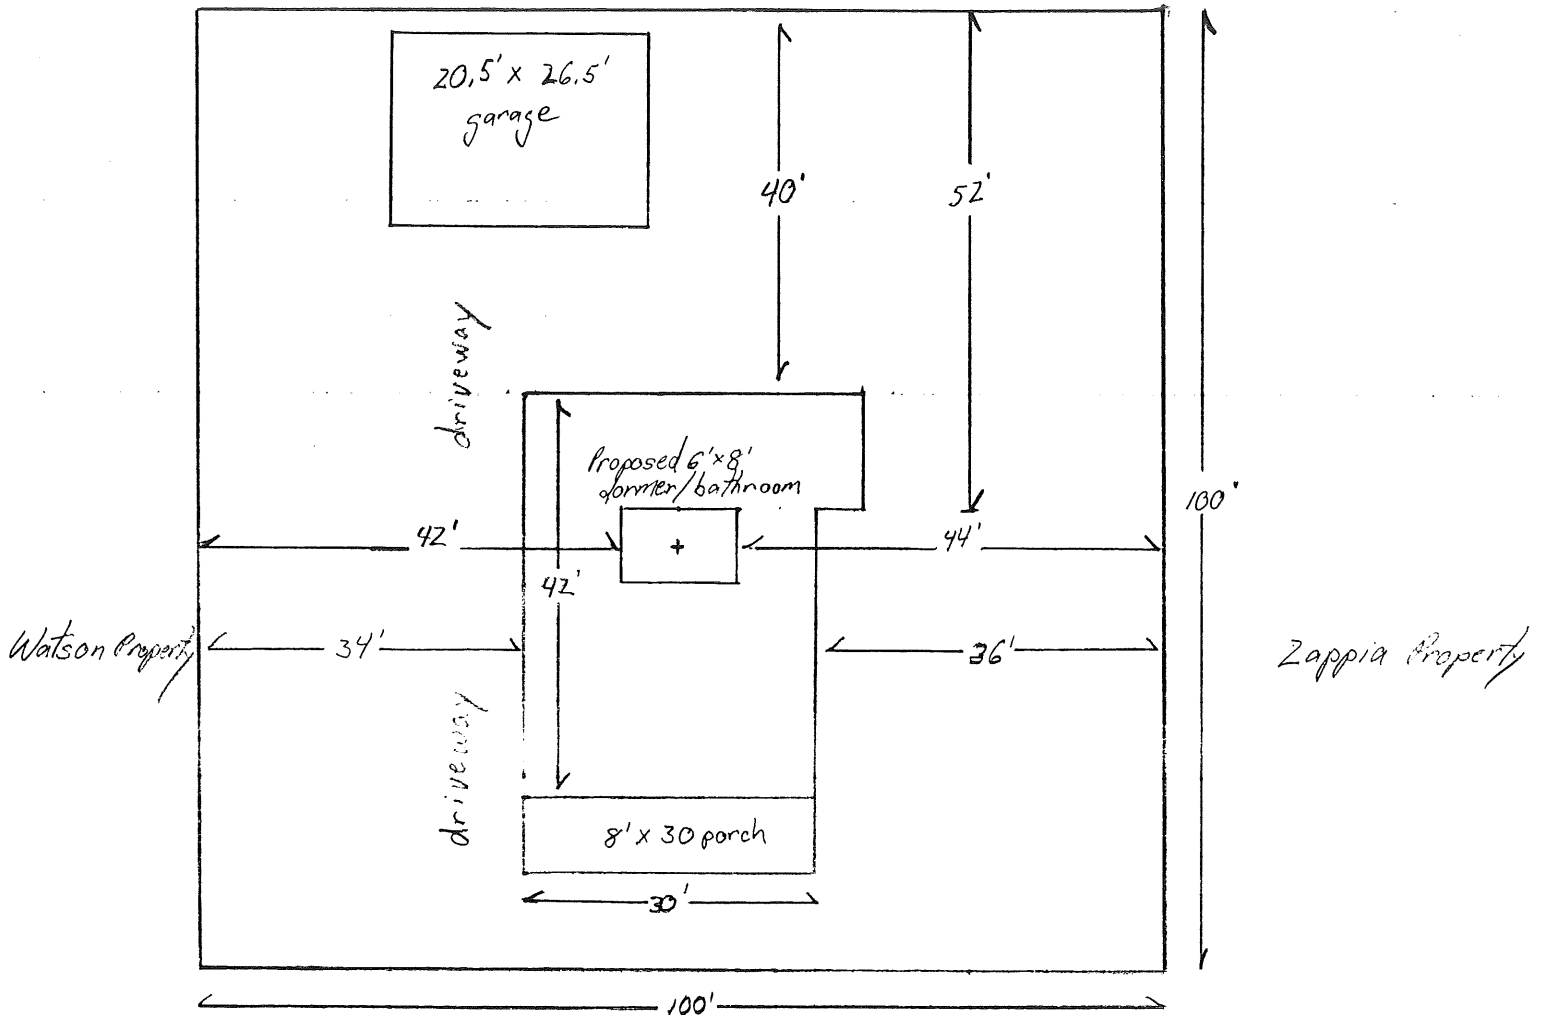 20.5' x 26.5'
garage
40'
52'
driveway
Proposed 6'x8'
dormer/bathroom
100'
42'
44'
42'
Watson Property
34'
36'
Zappia Property
driveway
8' x 30 porch
30'
100'